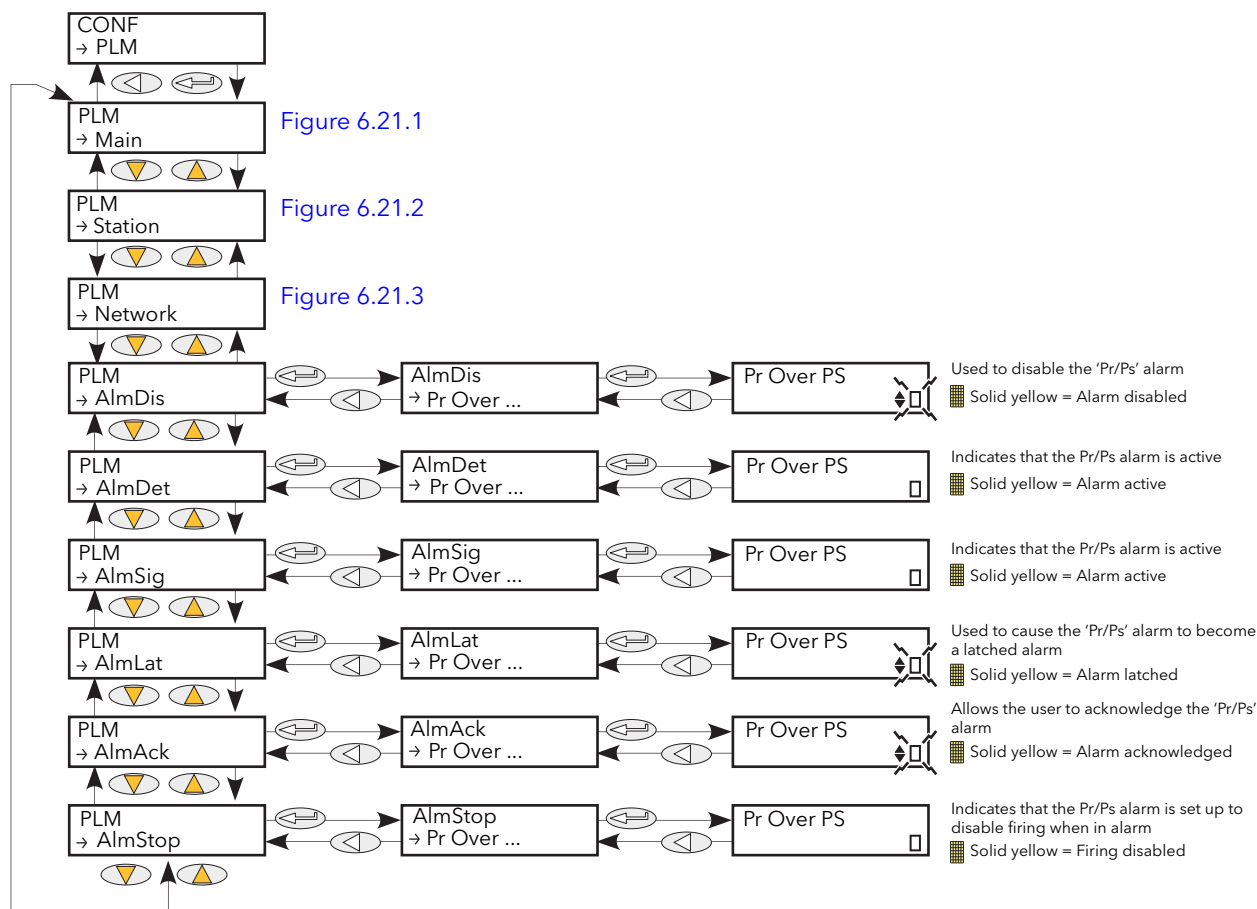 CONF
→ PLM
PLM
→ Main
Figure 6.21.1
PLM
→ Station
Figure 6.21.2
PLM
→ Network
Figure 6.21.3
PLM
→ AlmDis
AlmDis
→ Pr Over ...
Pr Over PS
Used to disable the ‘Pr/Ps’ alarm
Solid yellow = Alarm disabled
PLM
→ AlmDet
AlmDet
→ Pr Over ...
Pr Over PS
Indicates that the Pr/Ps alarm is active
Solid yellow = Alarm active
PLM
→ AlmSig
AlmSig
→ Pr Over ...
Pr Over PS
Indicates that the Pr/Ps alarm is active
Solid yellow = Alarm active
PLM
→ AlmLat
AlmLat
→ Pr Over ...
Pr Over PS
Used to cause the ‘Pr/Ps’ alarm to become
a latched alarm
Solid yellow = Alarm latched
PLM
→ AlmAck
AlmAck
→ Pr Over ...
Pr Over PS
Allows the user to acknowledge the ‘Pr/Ps’
alarm
Solid yellow = Alarm acknowledged
PLM
→ AlmStop
AlmStop
→ Pr Over ...
Pr Over PS
Indicates that the Pr/Ps alarm is set up to
disable firing when in alarm
Solid yellow = Firing disabled